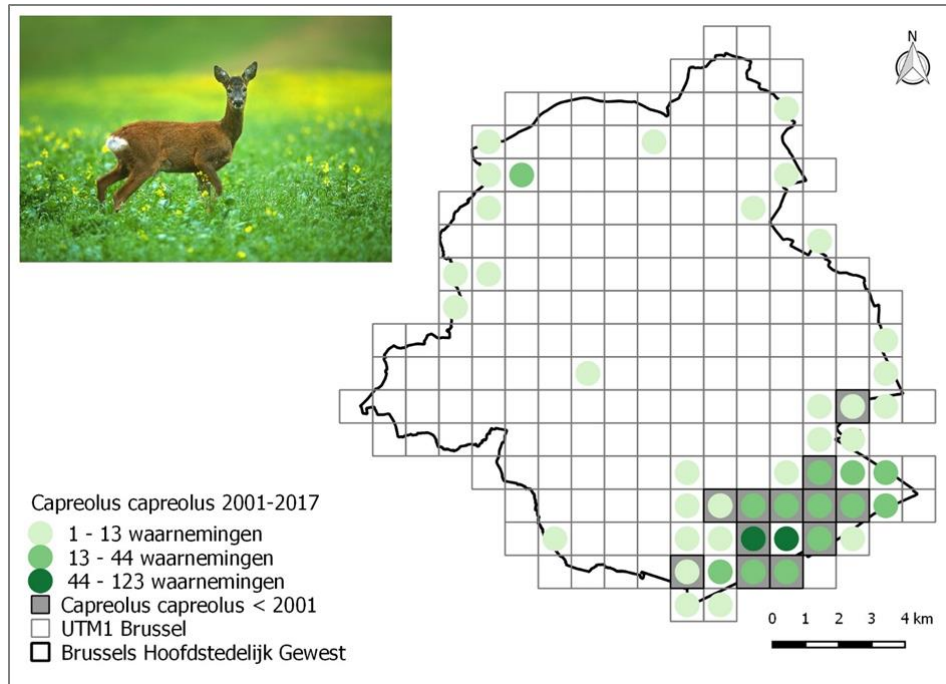 N
Capreolus capreolus 2001-2017
1 - 13 waarnemingen
13 - 44 waarnemingen
44 - 123 waarnemingen
Capreolus capreolus < 2001
UTM1 Brussel
Brussels Hoofdstedelijk Gewest
0 1 2 3 4 km